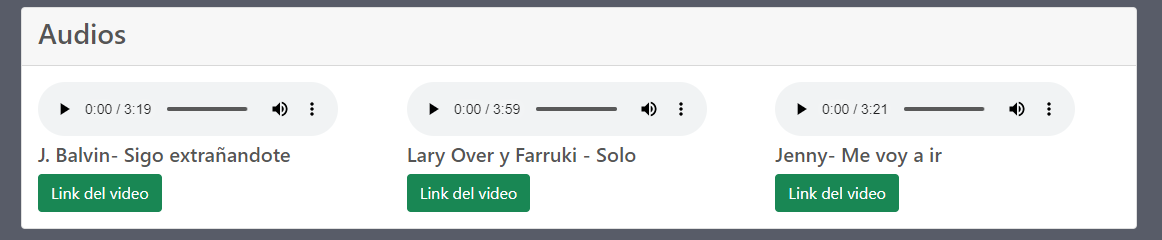 Audios
0:00 / 3:19
0:00 / 3:59
0:00 / 3:21
J. Balvin- Sigo extrañandote
Lary Over y Farruki - Solo
Jenny- Me voy a ir
Link del video
Link del video
Link del video